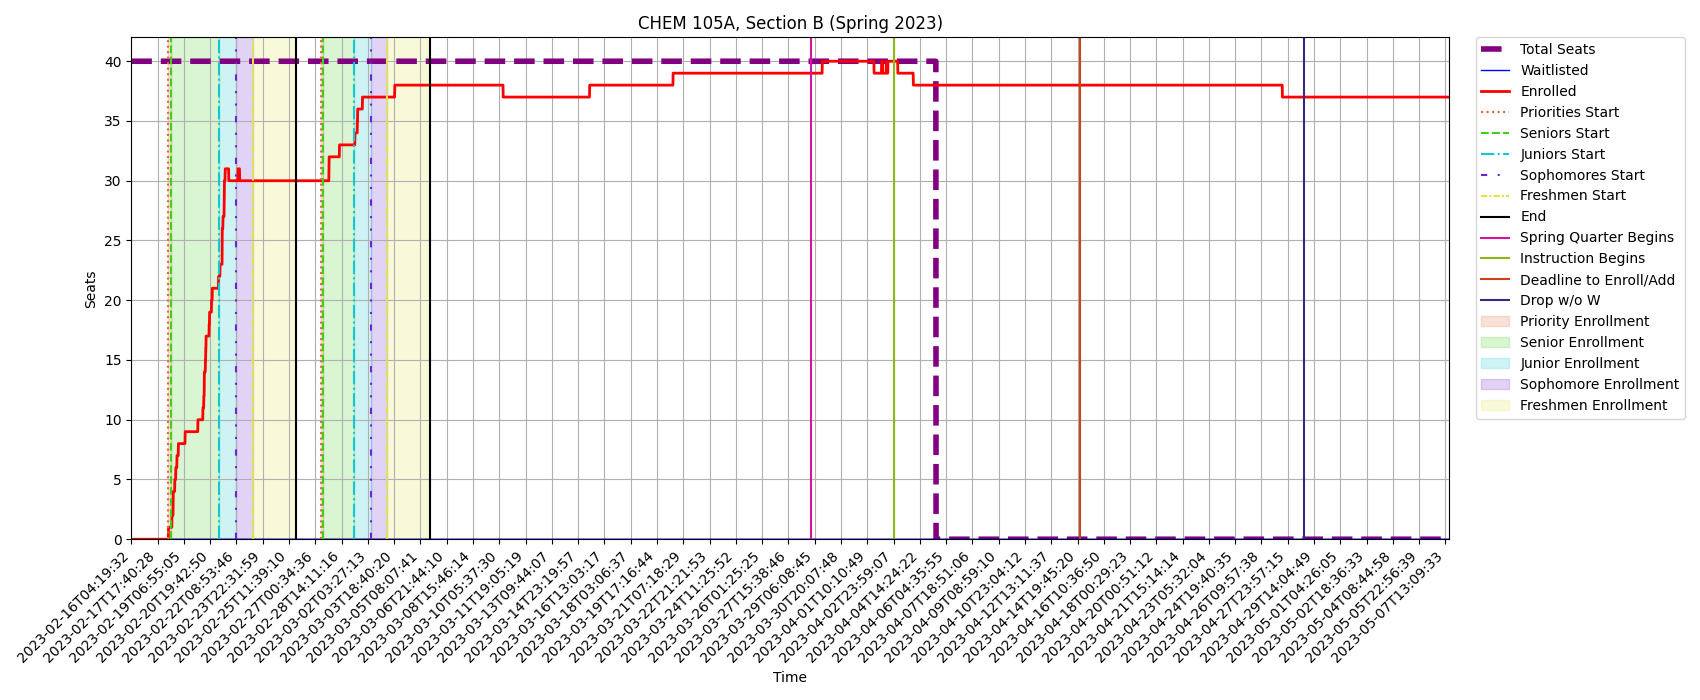 CHEM 105A, Section B (Spring 2023)
Seats
40
35
30
25
20
15
10
5
0
2023-02-16T04:19:32
2023-02-17T17:40:28
2023-02-19T06:55:05
2023-02-20T19:42:50
2023-02-22T08:53:46
2023-02-23T22:31:59
2023-02-25T11:39:10
2023-02-27T00:34:36
2023-02-28T14:11:16
2023-03-02T03:27:13
2023-03-03T18:40:20
2023-03-05T08:07:41
2023-03-06T21:44:10
2023-03-08T15:46:14
2023-03-10T05:37:30
2023-03-11T19:05:19
2023-03-13T09:44:07
2023-03-14T23:19:57
2023-03-16T13:03:17
2023-03-18T03:06:37
2023-03-19T17:16:44
2023-03-21T07:18:29
2023-03-22T21:21:53
2023-03-24T11:25:52
2023-03-26T01:25:25
2023-03-27T15:38:46
2023-03-29T06:08:45
2023-03-30T20:07:48
2023-04-01T10:10:49
2023-04-02T23:59:07
2023-04-04T14:24:22
2023-04-06T04:35:55
2023-04-07T18:51:06
2023-04-09T08:59:10
2023-04-10T23:04:12
2023-04-12T13:11:37
2023-04-14T19:45:20
2023-04-16T10:36:50
2023-04-18T00:29:23
2023-04-20T00:51:12
2023-04-21T15:14:14
2023-04-23T05:32:04
2023-04-24T19:40:35
2023-04-26T09:57:38
2023-04-27T23:57:15
2023-04-29T14:04:49
2023-05-01T04:26:05
2023-05-02T18:36:33
2023-05-04T08:44:58
2023-05-05T22:56:39
2023-05-07T13:09:33
Time
Total Seats
Waitlisted
Enrolled
Priorities Start
Seniors Start
Juniors Start
Sophomores Start
Freshmen Start
End
Spring Quarter Begins
Instruction Begins
Deadline to Enroll/Add
Drop w/o W
Priority Enrollment
Senior Enrollment
Junior Enrollment
Sophomore Enrollment
Freshmen Enrollment